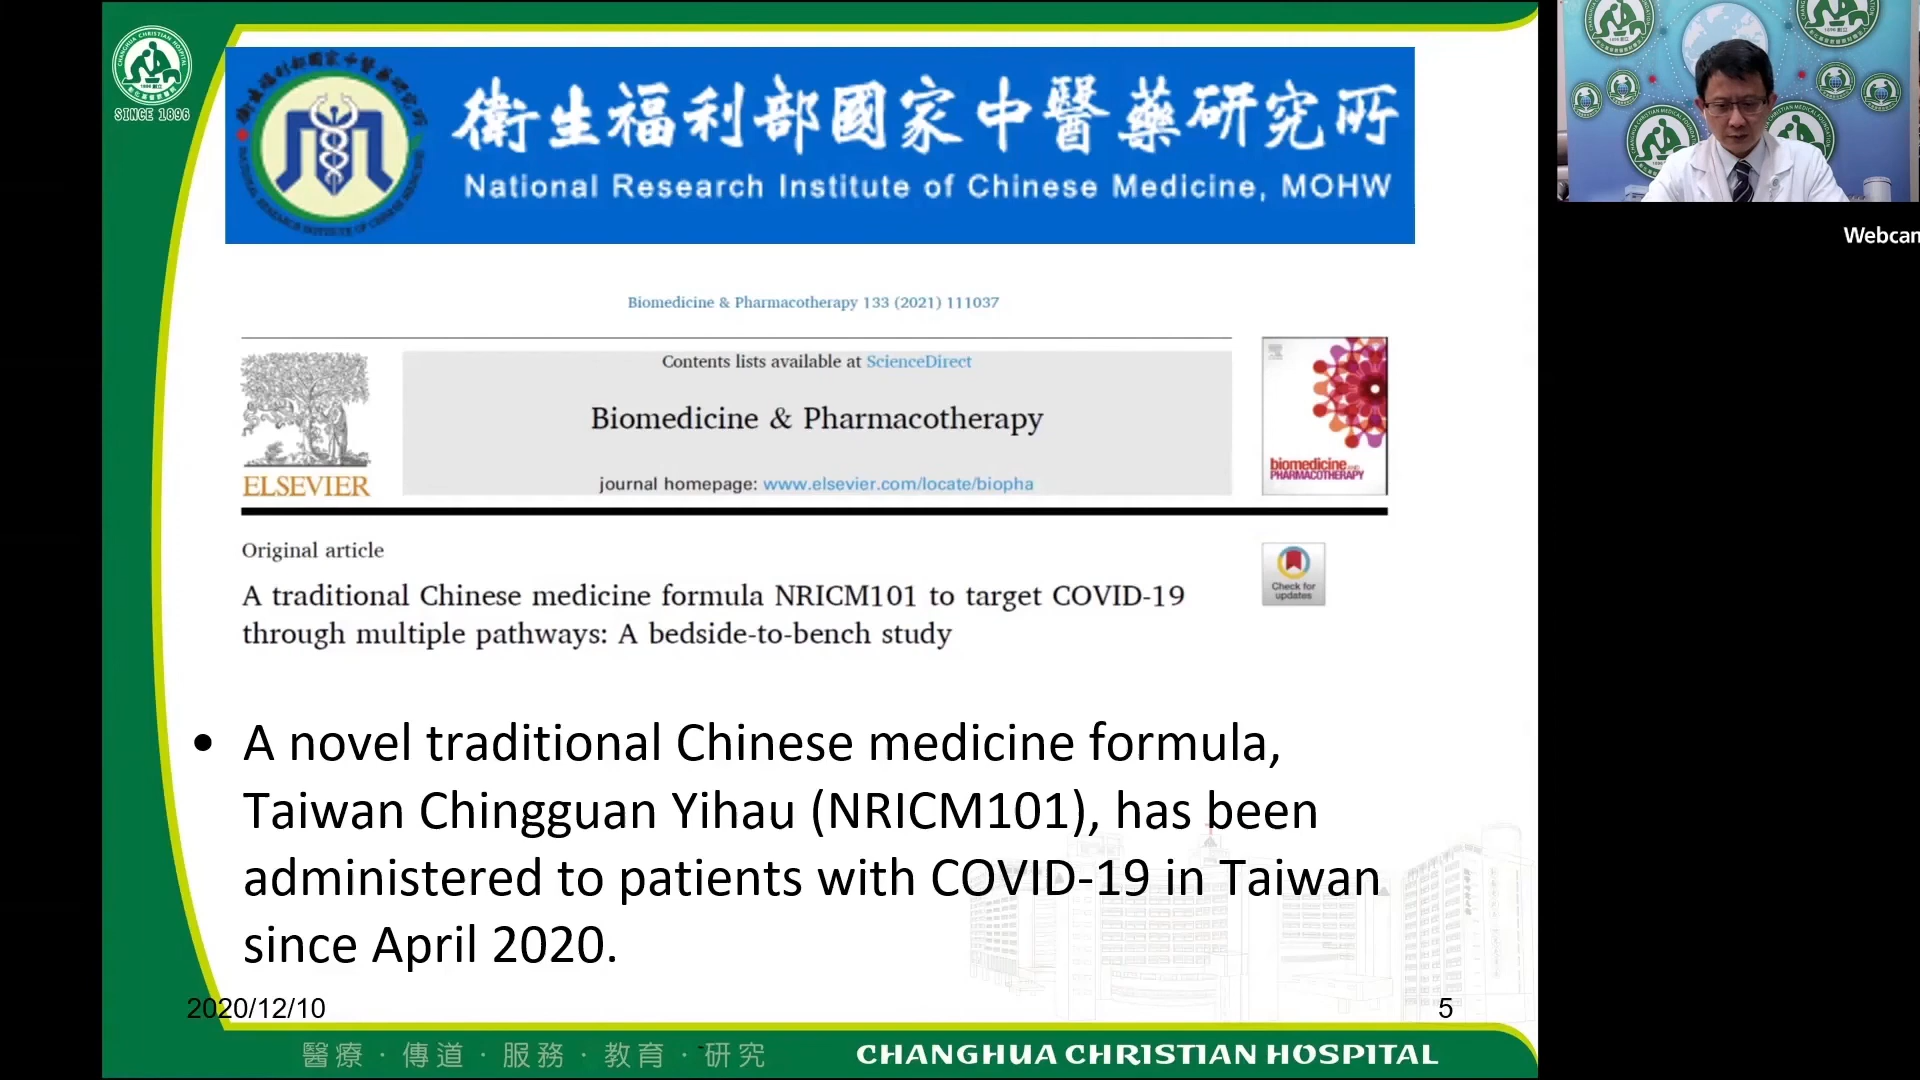 CHANGHUA CHRISTIAN HOSPITAL
SINCE 1896
衛生福利部國家中醫藥研究所
National Research Institute of Chinese Medicine, MOHW
Biomedicine & Pharmacotherapy 133 (2021) 111037
Contents lists available at ScienceDirect
Biomedicine & Pharmacotherapy
journal homepage: www.elsevier.com/locate/biopha
ELSEVIER
biomedicine AND
PHARMACOTHERAPY
Original article
Check for
updates
A traditional Chinese medicine formula NRICM101 to target COVID-19
through multiple pathways: A bedside-to-bench study
• A novel traditional Chinese medicine formula,
Taiwan Chingguan Yihau (NRICM101), has been
administered to patients with COVID-19 in Taiwan
since April 2020.
2020/12/10
5
醫療 · 傳道 · 服務 · 教育 · 研究
CHANGHUA CHRISTIAN HOSPITAL
Webcam